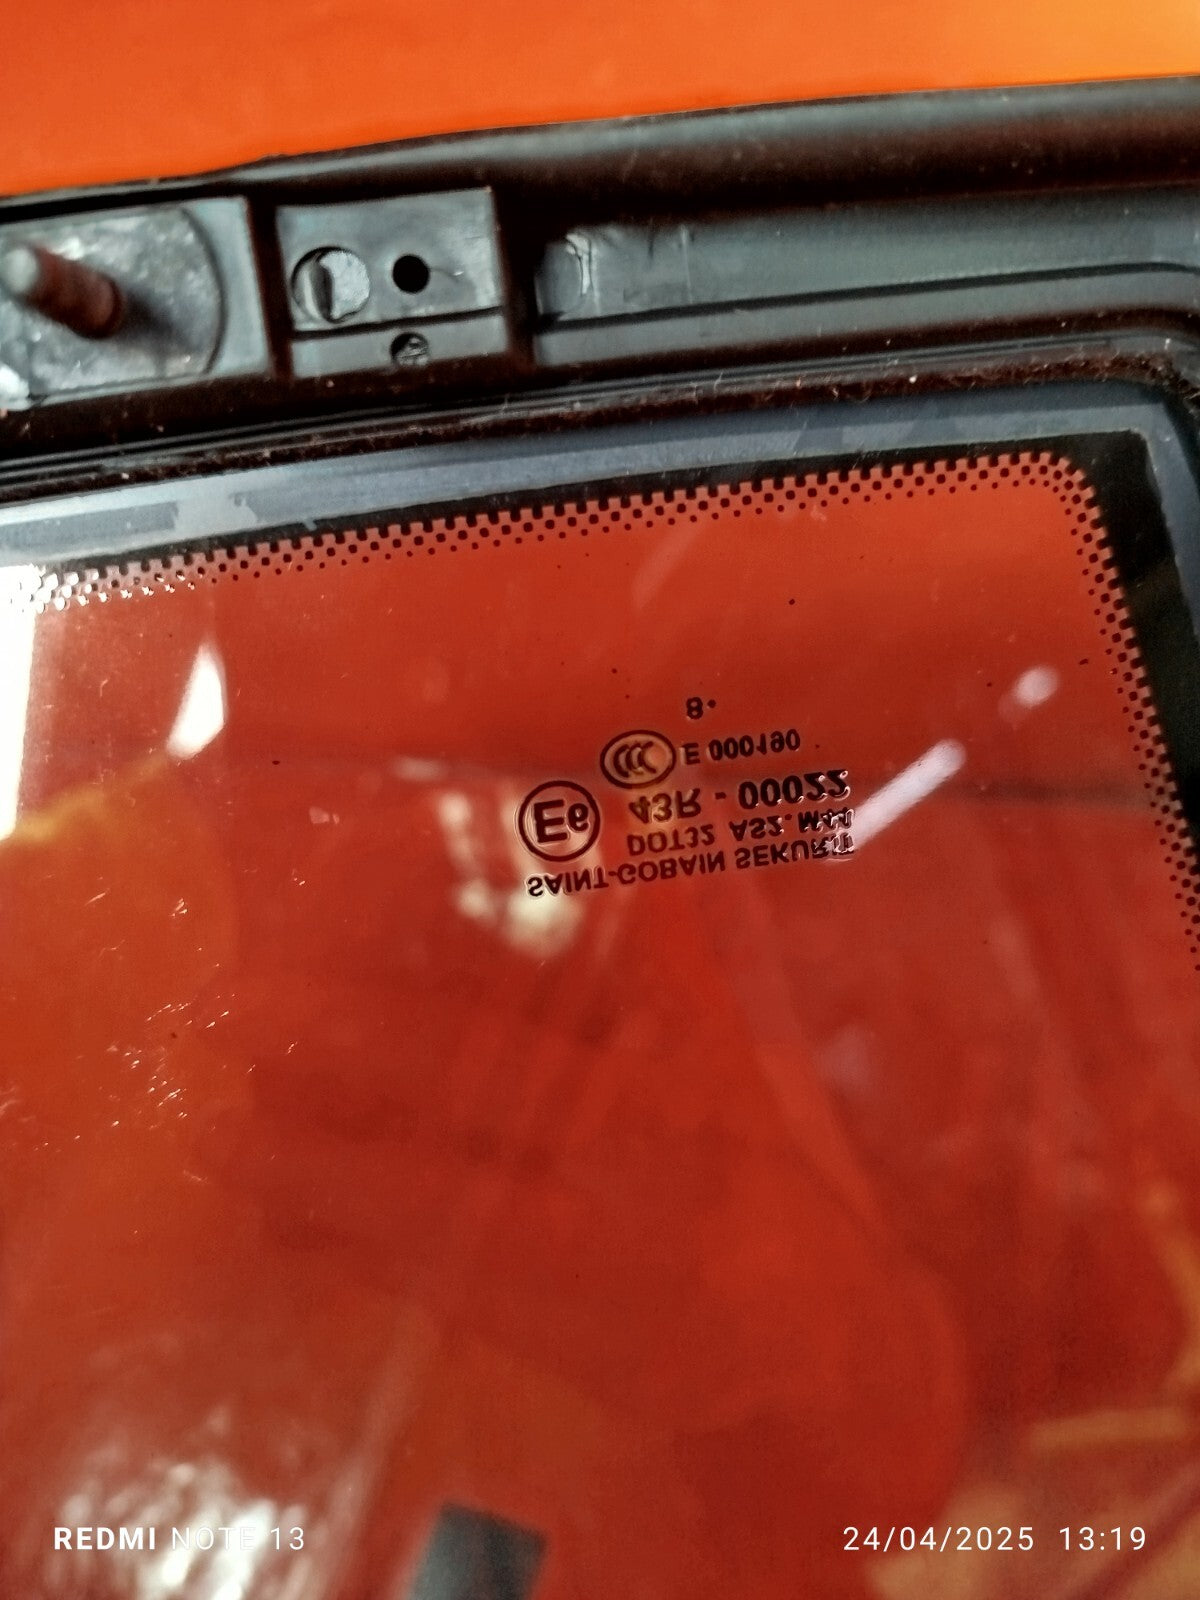 SAINT-GOBAIN SEKURIT
DOT32 AS2. M44
E6 43R - 00022
CCC E 000190
8•
REDMI NOTE 13
24/04/2025 13:19